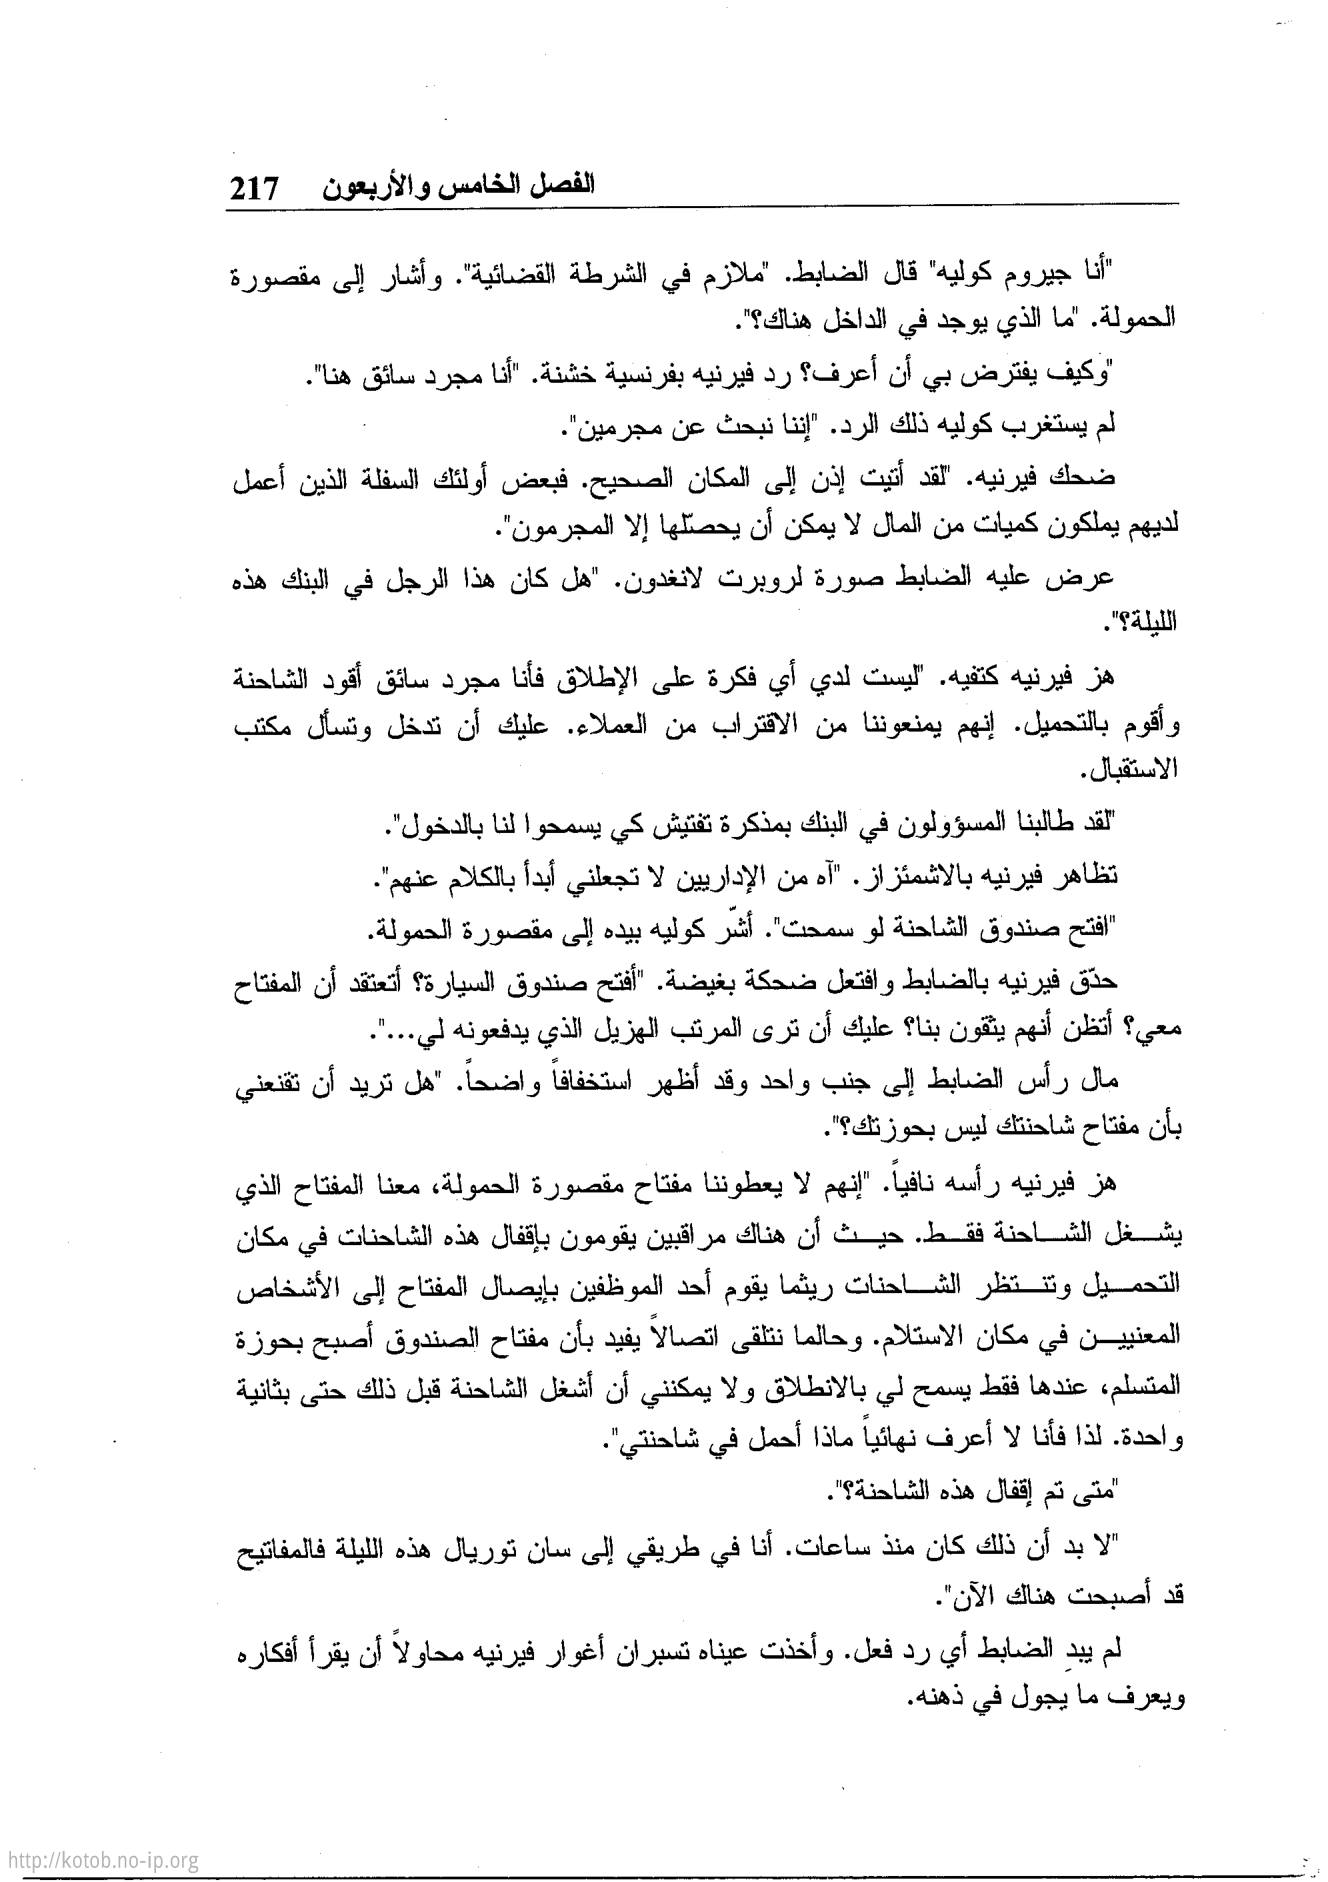 الفصل الخامس والأربعون 217
"أنا جيروم كوليه" قال الضابط. "ملازم في الشرطة القضائية". وأشار إلى مقصورة
الحمولة. "ما الذي يوجد في الداخل هناك؟".
"وكيف يفترض بي أن أعرف؟ رد فيرنيه بفرنسية خشنة. "أنا مجرد سائق هنا".
لم يستغرب كوليه ذلك الرد. "إننا نبحث عن مجرمين".
ضحك فيرنيه. "لقد أتيت إذن إلى المكان الصحيح. فبعض أولئك السفلة الذين أعمل
لديهم يملكون كميات من المال لا يمكن أن يحصّلها إلا المجرمون".
عرض عليه الضابط صورة لروبرت لانغدون. "هل كان هذا الرجل في البنك هذه
الليلة؟".
هز فيرنيه كتفيه. "ليست لدي أي فكرة على الإطلاق فأنا مجرد سائق أقود الشاحنة
وأقوم بالتحميل. إنهم يمنعوننا من الاقتراب من العملاء. عليك أن تدخل وتسأل مكتب
الاستقبال.
"لقد طالبنا المسؤولون في البنك بمذكرة تفتيش كي يسمحوا لنا بالدخول".
تظاهر فيرنيه بالاشمئزاز. "آه من الإداريين لا تجعلني أبدأ بالكلام عنهم".
"افتح صندوق الشاحنة لو سمحت". أشّر كوليه بيده إلى مقصورة الحمولة.
حدّق فيرنيه بالضابط وافتعل ضحكة بغيضة. "أفتح صندوق السيارة؟ أتعتقد أن المفتاح
معي؟ أتظن أنهم يثقون بنا؟ عليك أن ترى المرتب الهزيل الذي يدفعونه لي...".
مال رأس الضابط إلى جنب واحد وقد أظهر استخفافاً واضحاً. "هل تريد أن تقنعني
بأن مفتاح شاحنتك ليس بحوزتك؟".
هز فيرنيه رأسه نافياً. "إنهم لا يعطوننا مفتاح مقصورة الحمولة، معنا المفتاح الذي
يشغل الشاحنة فقط. حيث أن هناك مراقبين يقومون بإقفال هذه الشاحنات في مكان
التحميل وتنتظر الشاحنات ريثما يقوم أحد الموظفين بإيصال المفتاح إلى الأشخاص
المعنيين في مكان الاستلام. وحالما نتلقى اتصالاً يفيد بأن مفتاح الصندوق أصبح بحوزة
المتسلم، عندها فقط يسمح لي بالانطلاق ولا يمكنني أن أشغل الشاحنة قبل ذلك حتى بثانية
واحدة. لذا فأنا لا أعرف نهائياً ماذا أحمل في شاحنتي".
"متى تم إقفال هذه الشاحنة؟".
"لا بد أن ذلك كان منذ ساعات. أنا في طريقي إلى سان توريال هذه الليلة فالمفاتيح
قد أصبحت هناك الآن".
لم يبدِ الضابط أي رد فعل. وأخذت عيناه تسبران أغوار فيرنيه محاولاً أن يقرأ أفكاره
ويعرف ما يجول في ذهنه.
http://kotob.no-ip.org